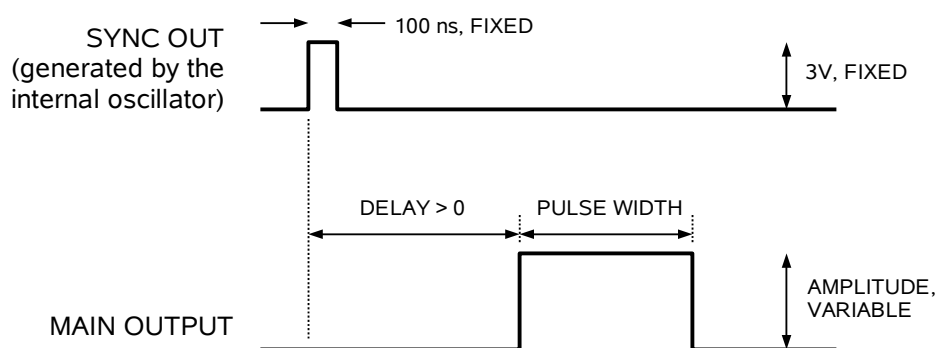 100 ns, FIXED
SYNC OUT
(generated by the
internal oscillator)
3V, FIXED
DELAY > 0
PULSE WIDTH
AMPLITUDE,
VARIABLE
MAIN OUTPUT